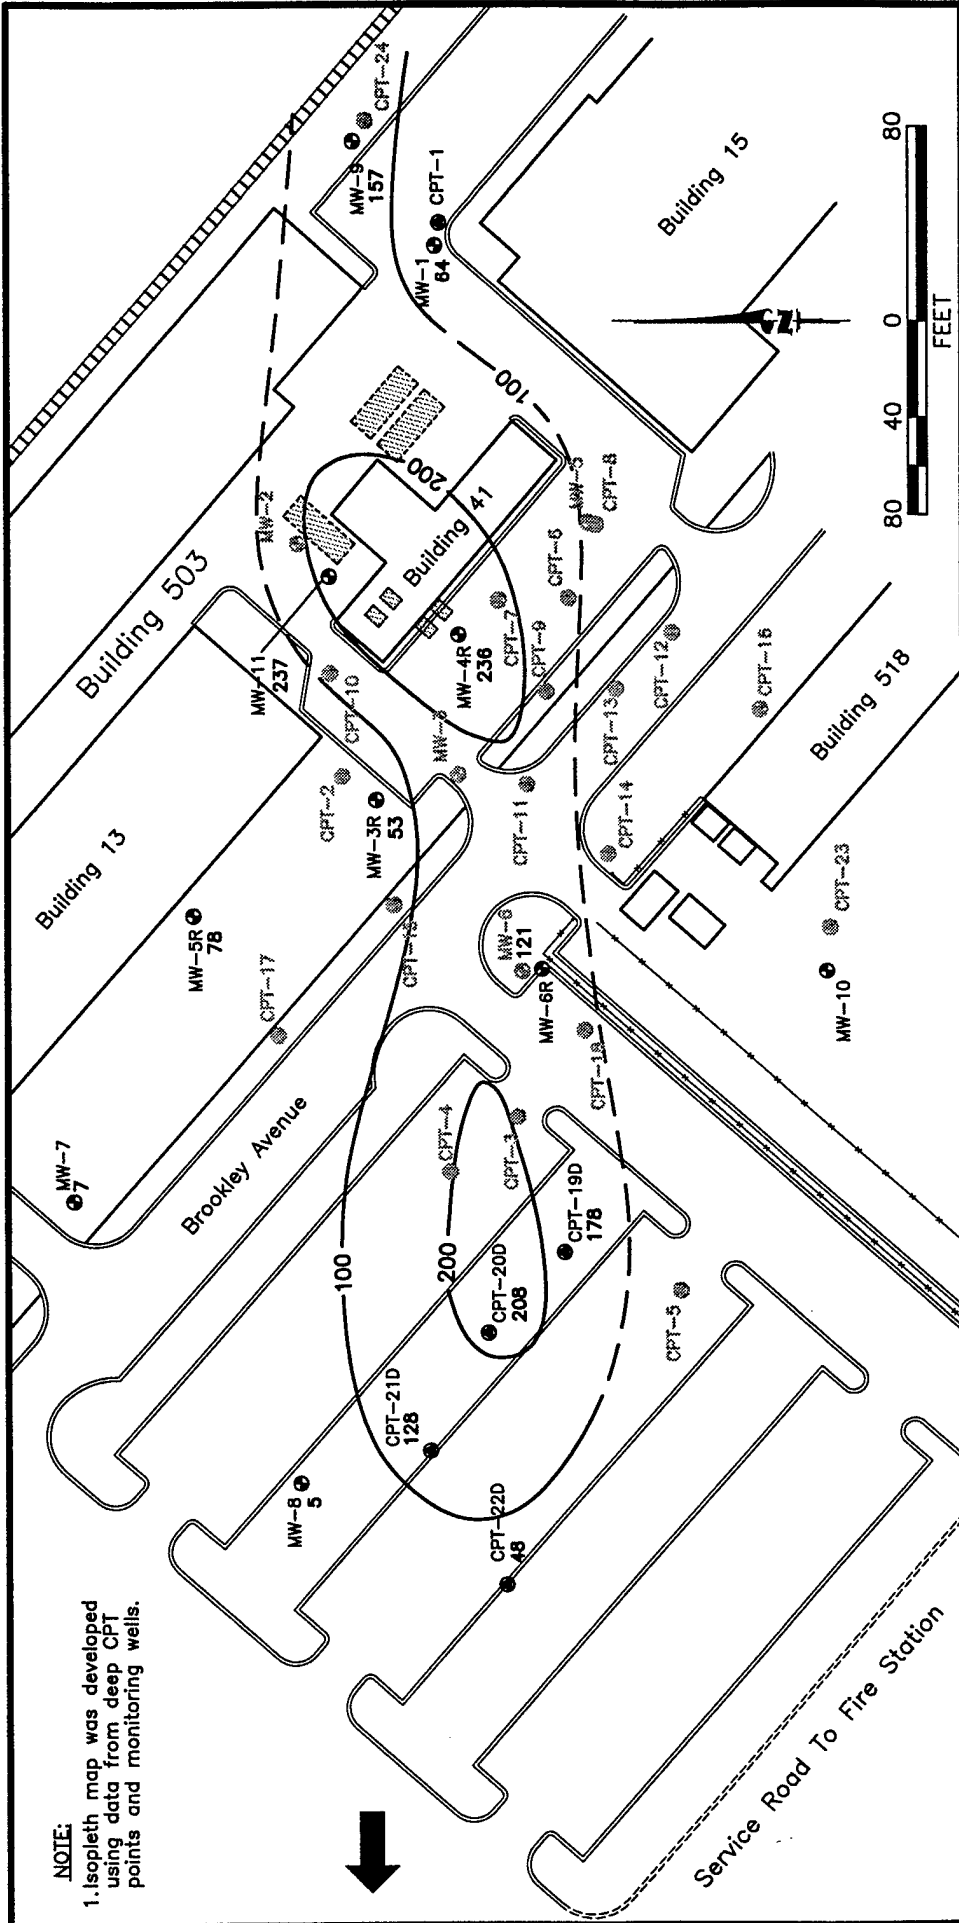 NOTE:
1. Isopleth map was developed
using data from deep CPT
points and monitoring wells.
MW-7
7
Building 13
Building 503
MW-5R
78
CPT-17
Brookley Avenue
MW-8
5
MW-11
237
MW-2
CPT-10
CPT-2
MW-3R
53
CPT-15
MW-9
157
CPT-24
CPT-1
MW-1
64
200
100
Building 41
MW-4R
236
CPT-7
CPT-9
CPT-6
CPT-8
CPT-11
CPT-13
CPT-12
CPT-14
CPT-16
MW-6
121
MW-6R
CPT-18
CPT-4
CPT-3
100
200
CPT-20D
208
CPT-19D
178
CPT-21D
128
CPT-22D
48
CPT-5
Building 15
Building 518
CPT-23
MW-10
Service Road To Fire Station
N
80
40
0
80
FEET